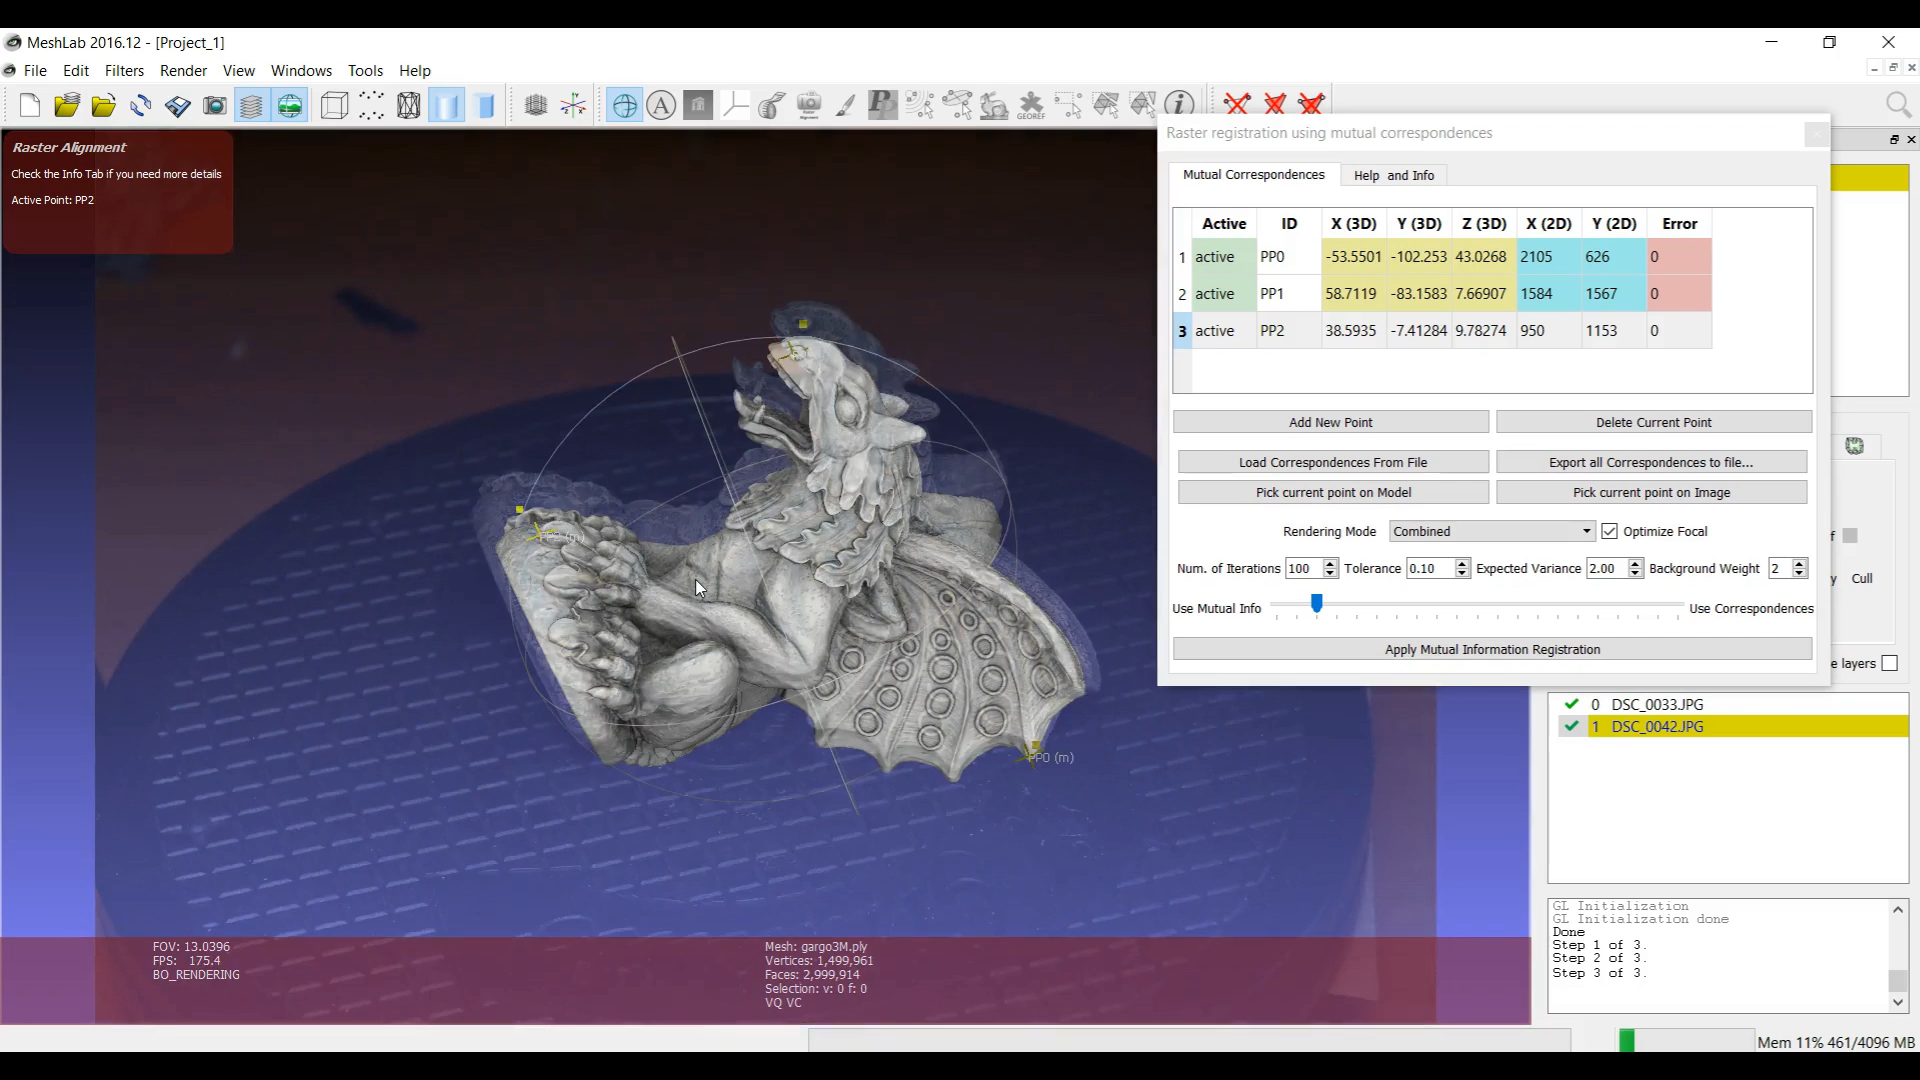 MeshLab 2016.12 - [Project_1]
File Edit Filters Render View Windows Tools Help
A
P
GEOREF
Raster Alignment
Check the Info Tab if you need more details
Active Point: PP2
PP2 (m)
PP0 (m)
FOV: 13.0396
FPS: 175.4
BO_RENDERING
Mesh: gargo3M.ply
Vertices: 1,499,961
Faces: 2,999,914
Selection: v: 0 f: 0
VQ VC
Raster registration using mutual correspondences
Mutual Correspondences Help and Info
Active ID X (3D) Y (3D) Z (3D) X (2D) Y (2D) Error
1 active PP0 -53.5501 -102.253 43.0268 2105 626 0
2 active PP1 58.7119 -83.1583 7.66907 1584 1567 0
3 active PP2 38.5935 -7.41284 9.78274 950 1153 0
Add New Point Delete Current Point
Load Correspondences From File Export all Correspondences to file...
Pick current point on Model Pick current point on Image
Rendering Mode Combined Optimize Focal
Num. of Iterations 100 Tolerance 0.10 Expected Variance 2.00 Background Weight 2
Use Mutual Info Use Correspondences
Apply Mutual Information Registration
f
y Cull
e layers
0 DSC_0033.JPG
1 DSC_0042.JPG
GL Initialization
GL Initialization done
Done
Step 1 of 3.
Step 2 of 3.
Step 3 of 3.
Mem 11% 461/4096 MB